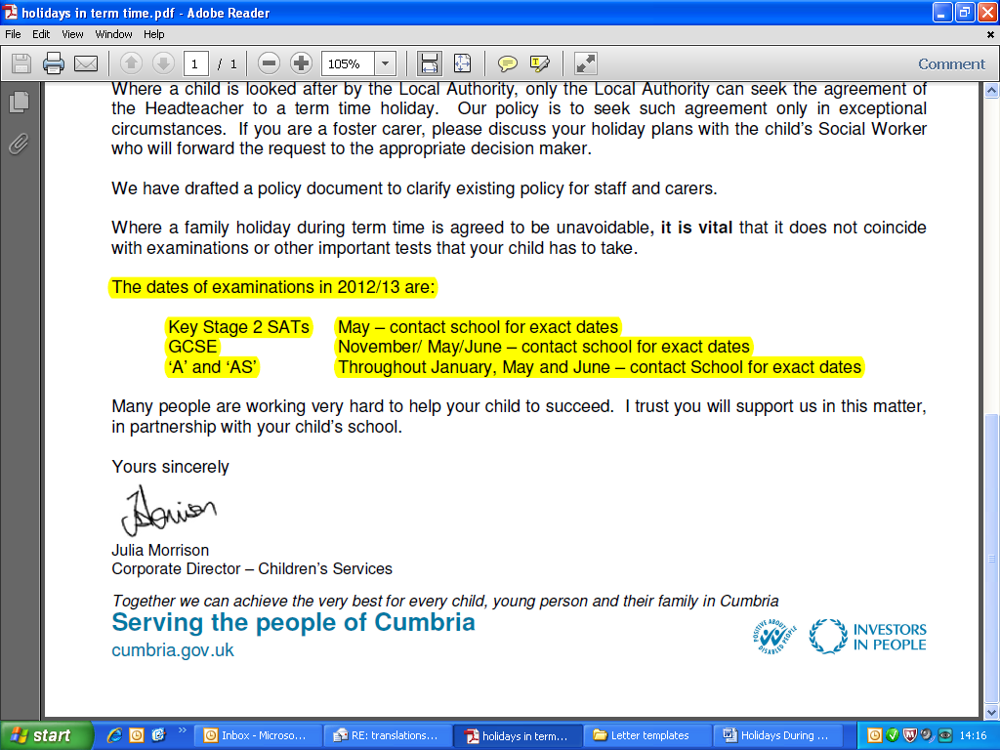 holidays in term time.pdf - Adobe Reader
File Edit View Window Help
1 / 1 105% Comment
Where a child is looked after by the Local Authority, only the Local Authority can seek the agreement of
the Headteacher to a term time holiday. Our policy is to seek such agreement only in exceptional
circumstances. If you are a foster carer, please discuss your holiday plans with the child's Social Worker
who will forward the request to the appropriate decision maker.
We have drafted a policy document to clarify existing policy for staff and carers.
Where a family holiday during term time is agreed to be unavoidable, it is vital that it does not coincide
with examinations or other important tests that your child has to take.
The dates of examinations in 2012/13 are:
Key Stage 2 SATs May – contact school for exact dates
GCSE November/ May/June – contact school for exact dates
‘A’ and ‘AS’ Throughout January, May and June – contact School for exact dates
Many people are working very hard to help your child to succeed. I trust you will support us in this matter,
in partnership with your child's school.
Yours sincerely
Julia Morrison
Corporate Director – Children's Services
Together we can achieve the very best for every child, young person and their family in Cumbria
Serving the people of Cumbria
cumbria.gov.uk
POSITIVE ABOUT DISABLED PEOPLE
INVESTORS
IN PEOPLE
start Inbox - Microso... RE: translations... holidays in term... Letter templates Holidays During ... 14:16